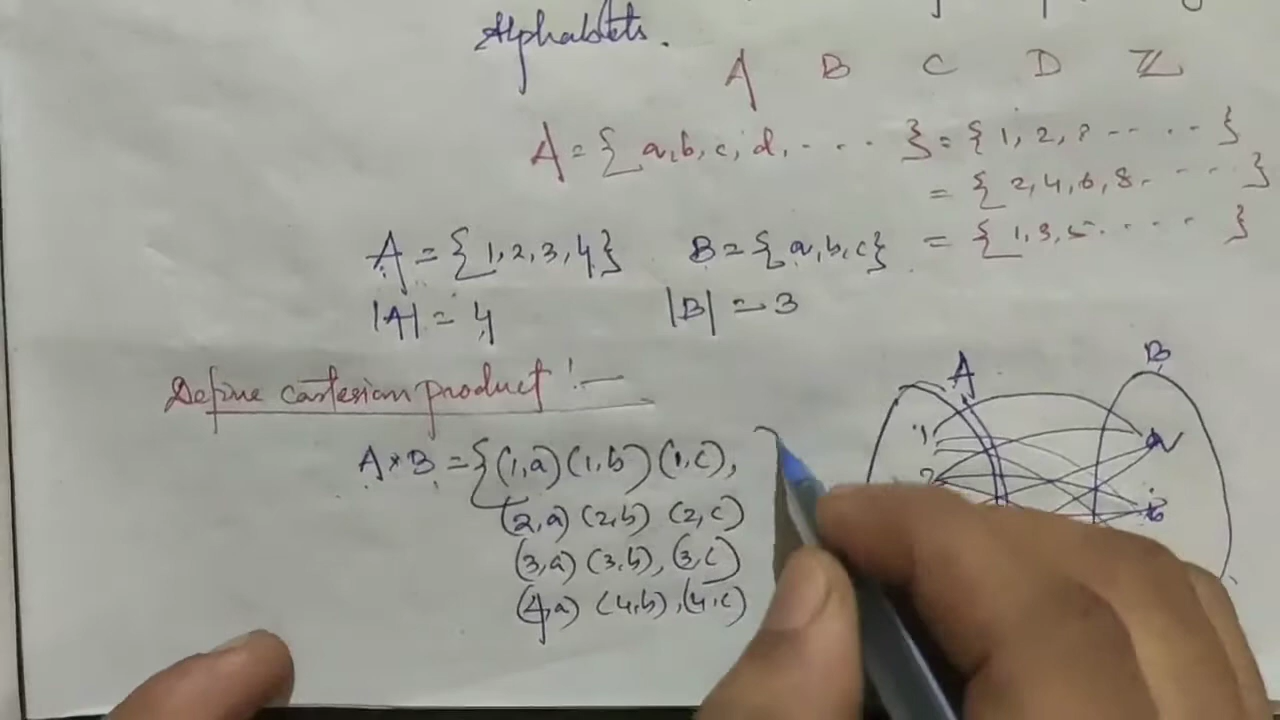 Alphabets.
A B C D Z
A = { a, b, c, d, - - - - } = { 1, 2, - - - - }
= { 2, 4, 6, 8, - - - - }
= { 1, 3, 5 - - - - }
A = { 1, 2, 3, 4 } B = { a, b, c }
|A| = 4 |B| = 3
Define cartesian product :—
A × B = { (1, a) (1, b) (1, c),
(2, a) (2, b) (2, c)
(3, a) (3, b), (3, c)
(4, a) (4, b), (4, c)
A B
1 a
2 b